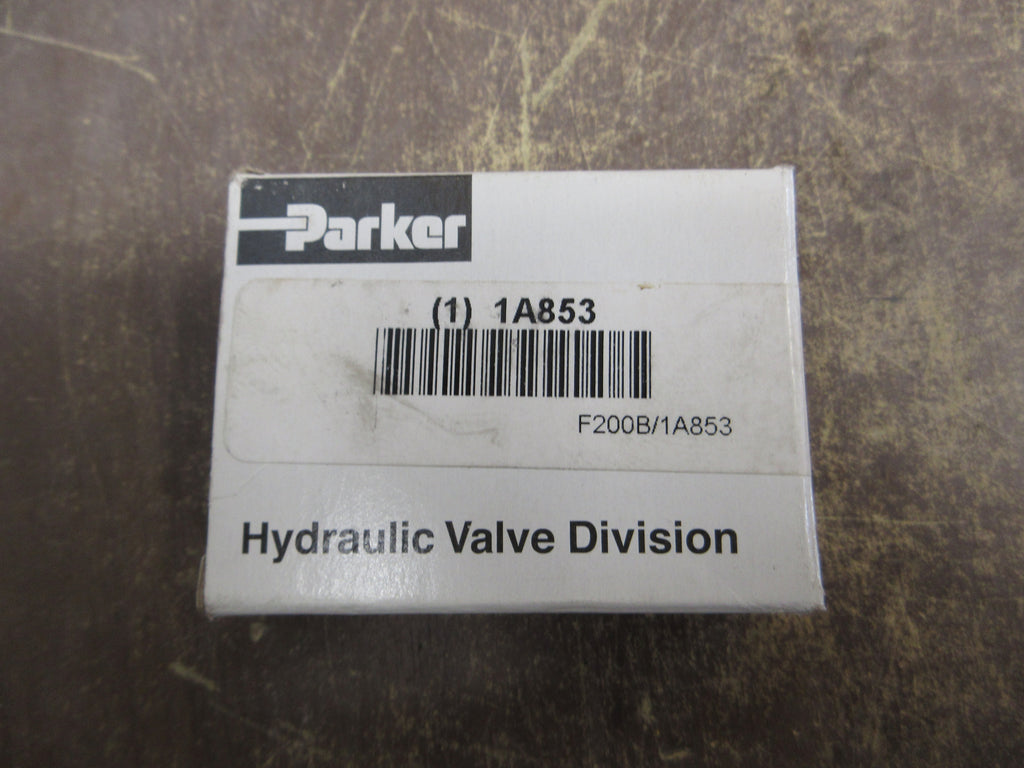 Parker
(1) 1A853
F200B/1A853
Hydraulic Valve Division